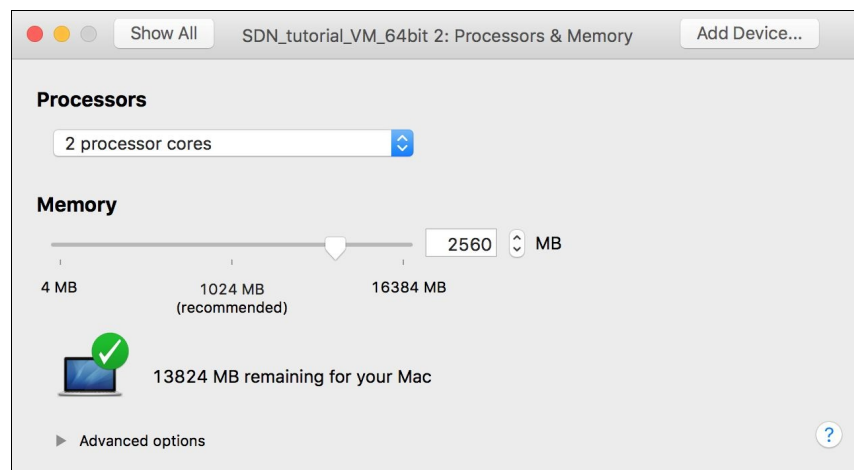 Show All
SDN_tutorial_VM_64bit 2: Processors & Memory
Add Device...
Processors
2 processor cores
Memory
2560 MB
4 MB
1024 MB
(recommended)
16384 MB
13824 MB remaining for your Mac
Advanced options
?